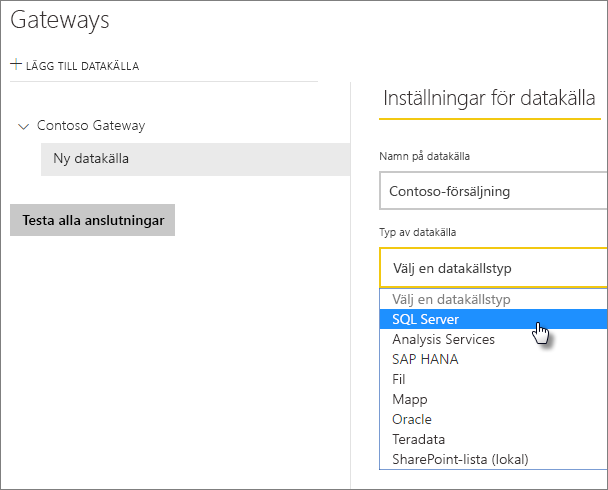 Gateways
LÄGG TILL DATAKÄLLA
Contoso Gateway
Ny datakälla
Testa alla anslutningar
Inställningar för datakälla
Namn på datakälla
Contoso-försäljning
Typ av datakälla
Välj en datakällstyp
Välj en datakällstyp
SQL Server
Analysis Services
SAP HANA
Fil
Mapp
Oracle
Teradata
SharePoint-lista (lokal)